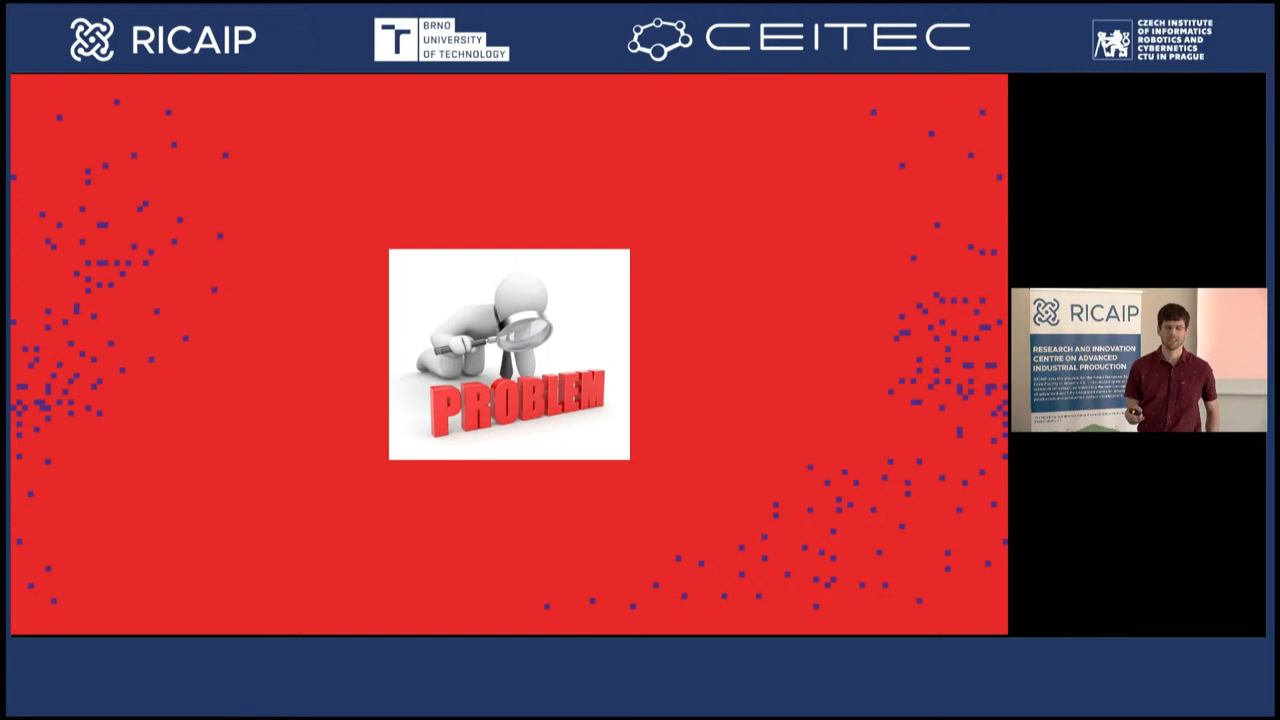 RICAIP
BRNO
UNIVERSITY
OF TECHNOLOGY
CEITEC
CZECH INSTITUTE
OF INFORMATICS
ROBOTICS AND
CYBERNETICS
CTU IN PRAGUE
PROBLEM
RICAIP
RESEARCH AND INNOVATION
CENTRE ON ADVANCED
INDUSTRIAL PRODUCTION